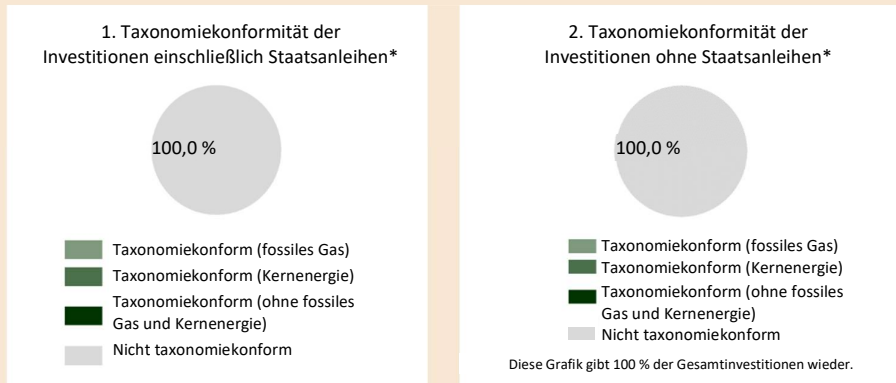 1. Taxonomiekonformität der
Investitionen einschließlich Staatsanleihen*
100,0 %
Taxonomiekonform (fossiles Gas)
Taxonomiekonform (Kernenergie)
Taxonomiekonform (ohne fossiles
Gas und Kernenergie)
Nicht taxonomiekonform
2. Taxonomiekonformität der
Investitionen ohne Staatsanleihen*
100,0 %
Taxonomiekonform (fossiles Gas)
Taxonomiekonform (Kernenergie)
Taxonomiekonform (ohne fossiles
Gas und Kernenergie)
Nicht taxonomiekonform
Diese Grafik gibt 100 % der Gesamtinvestitionen wieder.